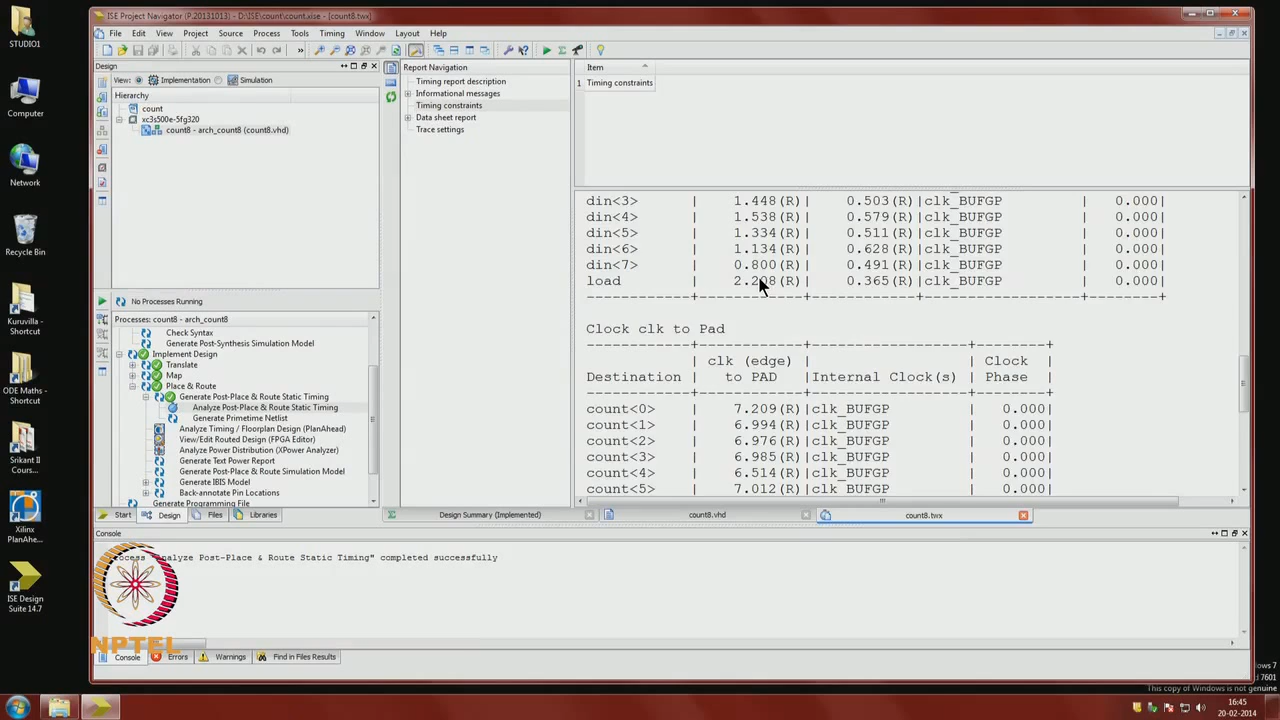 STUDIO1
Computer
Network
Recycle Bin
Kuruvilla -
Shortcut
ODE Maths -
Shortcut
Srikant II
Cours...
Xilinx
PlanAhe...
ISE Design
Suite 14.7
ISE Project Navigator (P.20131013) - D:\ISE\count\count.xise - [count8.twx]
File Edit View Project Source Process Tools Timing Window Layout Help
Design
View: Implementation Simulation
Hierarchy
count
xc3s500e-5fg320
count8 - arch_count8 (count8.vhd)
No Processes Running
Processes: count8 - arch_count8
Check Syntax
Generate Post-Synthesis Simulation Model
Implement Design
Translate
Map
Place & Route
Generate Post-Place & Route Static Timing
Analyze Post-Place & Route Static Timing
Generate Primetime Netlist
Analyze Timing / Floorplan Design (PlanAhead)
View/Edit Routed Design (FPGA Editor)
Analyze Power Distribution (XPower Analyzer)
Generate Text Power Report
Generate Post-Place & Route Simulation Model
Generate IBIS Model
Back-annotate Pin Locations
Generate Programming File
Start Design Files Libraries
Report Navigation
Timing report description
Informational messages
Timing constraints
Data sheet report
Trace settings
Item
1 Timing constraints
din<3> | 1.448(R)| 0.503(R)|clk_BUFGP | 0.000|
din<4> | 1.538(R)| 0.579(R)|clk_BUFGP | 0.000|
din<5> | 1.334(R)| 0.511(R)|clk_BUFGP | 0.000|
din<6> | 1.134(R)| 0.628(R)|clk_BUFGP | 0.000|
din<7> | 0.800(R)| 0.491(R)|clk_BUFGP | 0.000|
load | 2.208(R)| 0.365(R)|clk_BUFGP | 0.000|
Clock clk to Pad
| clk (edge) | | Clock |
Destination | to PAD |Internal Clock(s) | Phase |
count<0> | 7.209(R)|clk_BUFGP | 0.000|
count<1> | 6.994(R)|clk_BUFGP | 0.000|
count<2> | 6.976(R)|clk_BUFGP | 0.000|
count<3> | 6.985(R)|clk_BUFGP | 0.000|
count<4> | 6.514(R)|clk_BUFGP | 0.000|
count<5> | 7.012(R)|clk_BUFGP | 0.000|
Design Summary (Implemented) count8.vhd count8.twx
Console
Process "Analyze Post-Place & Route Static Timing" completed successfully
NPTEL
Console Errors Warnings Find in Files Results
7601
This copy of Windows is not genuine
16:45
20-02-2014